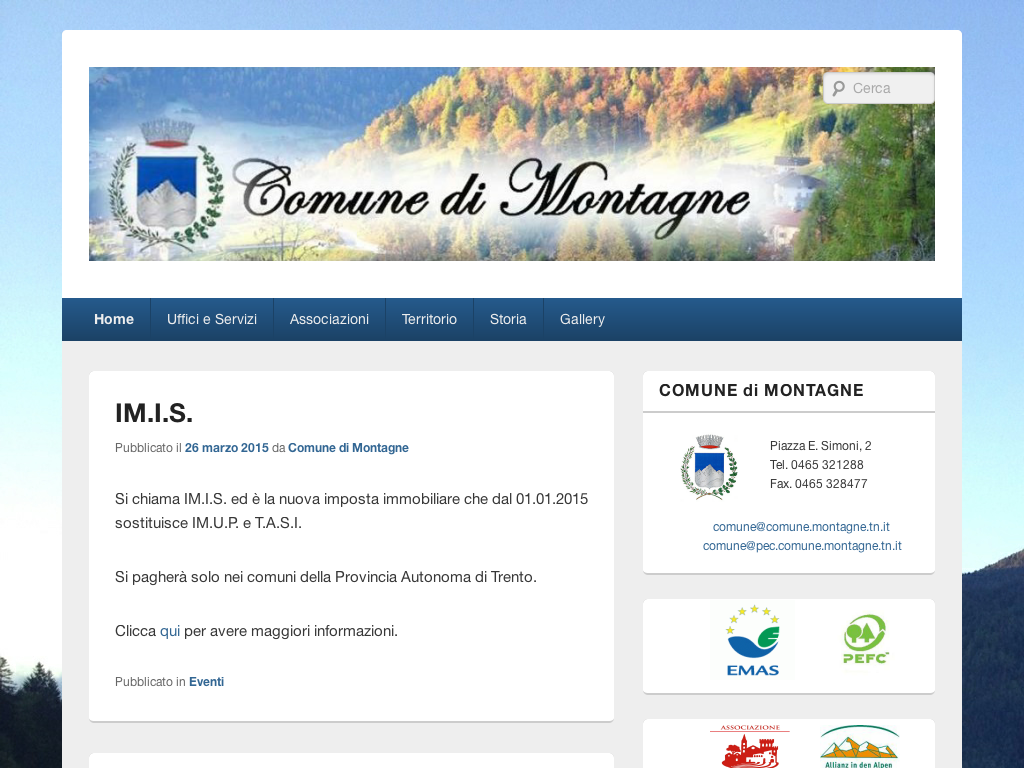 Cerca
Comune di Montagne
Home
Uffici e Servizi
Associazioni
Territorio
Storia
Gallery
IM.I.S.
Pubblicato il 26 marzo 2015 da Comune di Montagne
Si chiama IM.I.S. ed è la nuova imposta immobiliare che dal 01.01.2015
sostituisce IM.U.P. e T.A.S.I.
Si pagherà solo nei comuni della Provincia Autonoma di Trento.
Clicca qui per avere maggiori informazioni.
Pubblicato in Eventi
COMUNE di MONTAGNE
Piazza E. Simoni, 2
Tel. 0465 321288
Fax. 0465 328477
comune@comune.montagne.tn.it
comune@pec.comune.montagne.tn.it
EMAS
PEFC
ASSOCIAZIONE
Allianz in den Alpen